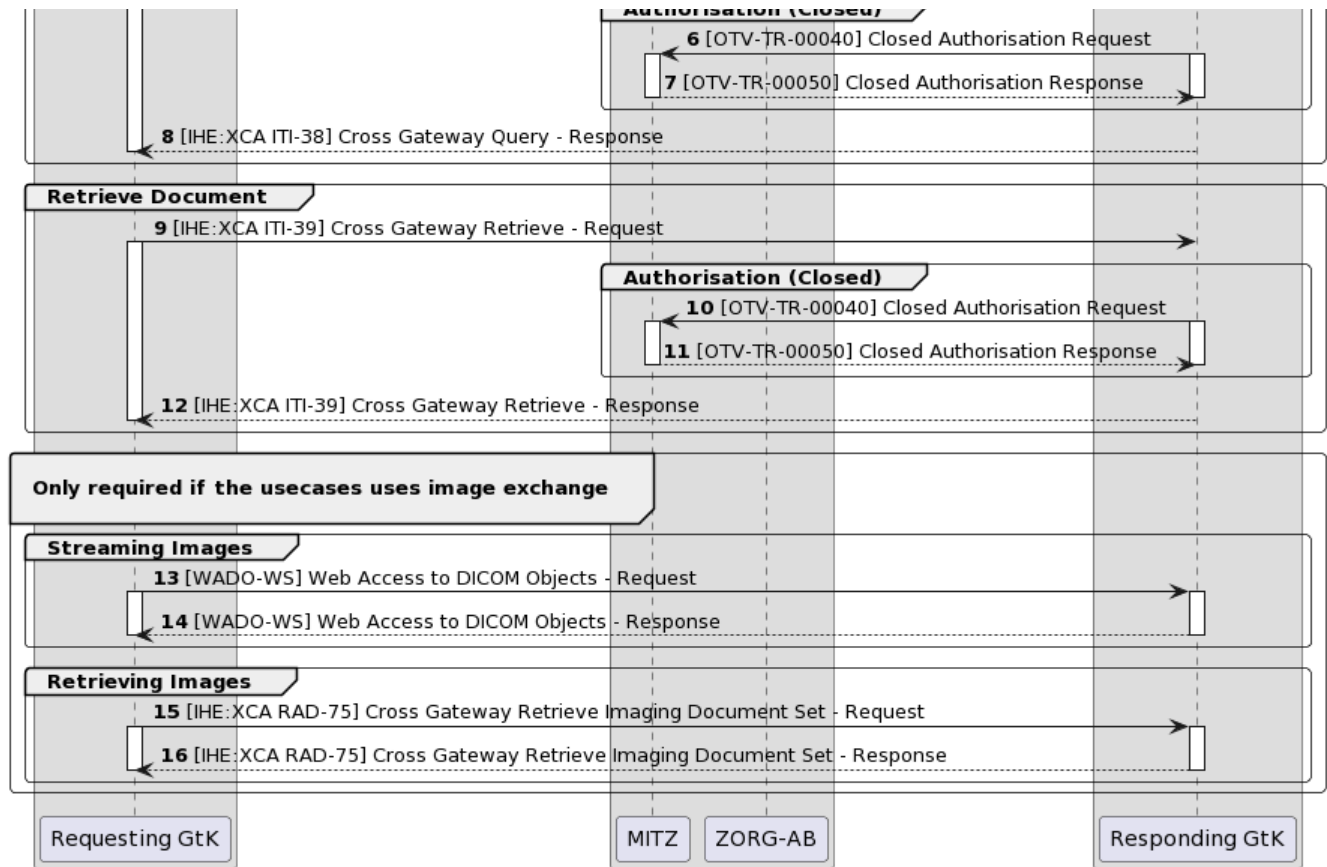 Authorisation (Closed)
6 [OTV-TR-00040] Closed Authorisation Request
7 [OTV-TR-00050] Closed Authorisation Response
8 [IHE:XCA ITI-38] Cross Gateway Query - Response
Retrieve Document
9 [IHE:XCA ITI-39] Cross Gateway Retrieve - Request
Authorisation (Closed)
10 [OTV-TR-00040] Closed Authorisation Request
11 [OTV-TR-00050] Closed Authorisation Response
12 [IHE:XCA ITI-39] Cross Gateway Retrieve - Response
Only required if the usecases uses image exchange
Streaming Images
13 [WADO-WS] Web Access to DICOM Objects - Request
14 [WADO-WS] Web Access to DICOM Objects - Response
Retrieving Images
15 [IHE:XCA RAD-75] Cross Gateway Retrieve Imaging Document Set - Request
16 [IHE:XCA RAD-75] Cross Gateway Retrieve Imaging Document Set - Response
Requesting GtK
MITZ
ZORG-AB
Responding GtK